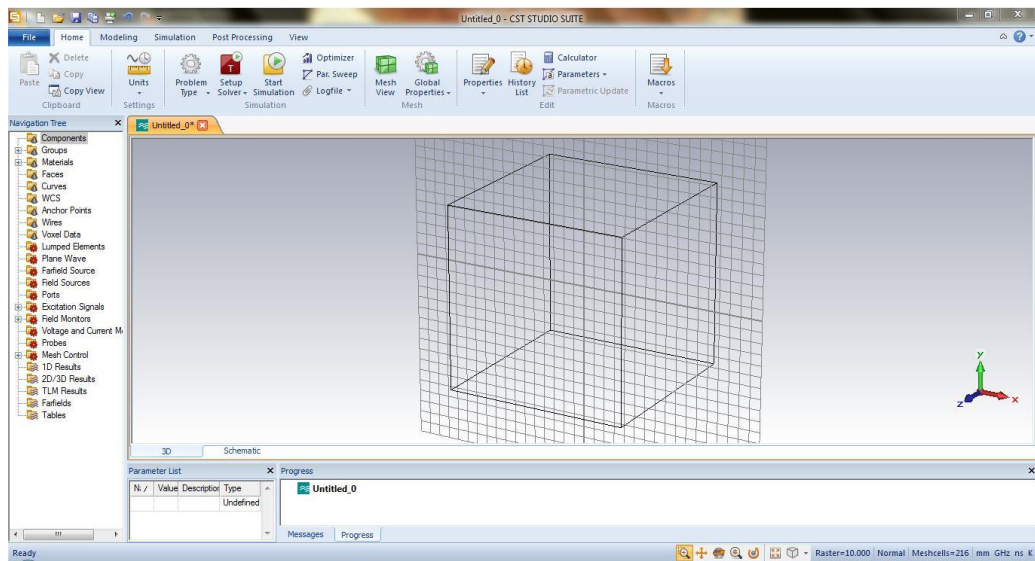 Untitled_0 - CST STUDIO SUITE
File Home Modeling Simulation Post Processing View
Paste
Delete
Copy
Copy View
Clipboard
Units
Settings
Problem Type
Setup Solver
Start Simulation
Optimizer
Par. Sweep
Logfile
Simulation
Mesh View
Global Properties
Mesh
Properties
History List
Calculator
Parameters
Parametric Update
Edit
Macros
Macros
Navigation Tree
Untitled_0*
Components
Groups
Materials
Faces
Curves
WCS
Anchor Points
Wires
Voxel Data
Lumped Elements
Plane Wave
Farfield Source
Field Sources
Ports
Excitation Signals
Field Monitors
Voltage and Current M
Probes
Mesh Control
1D Results
2D/3D Results
TLM Results
Farfields
Tables
y
x
z
3D Schematic
Parameter List
Value Description Type
Undefined
Progress
Untitled_0
Messages Progress
Ready
Raster=10.000 Normal Meshcells=216 mm GHz ns K